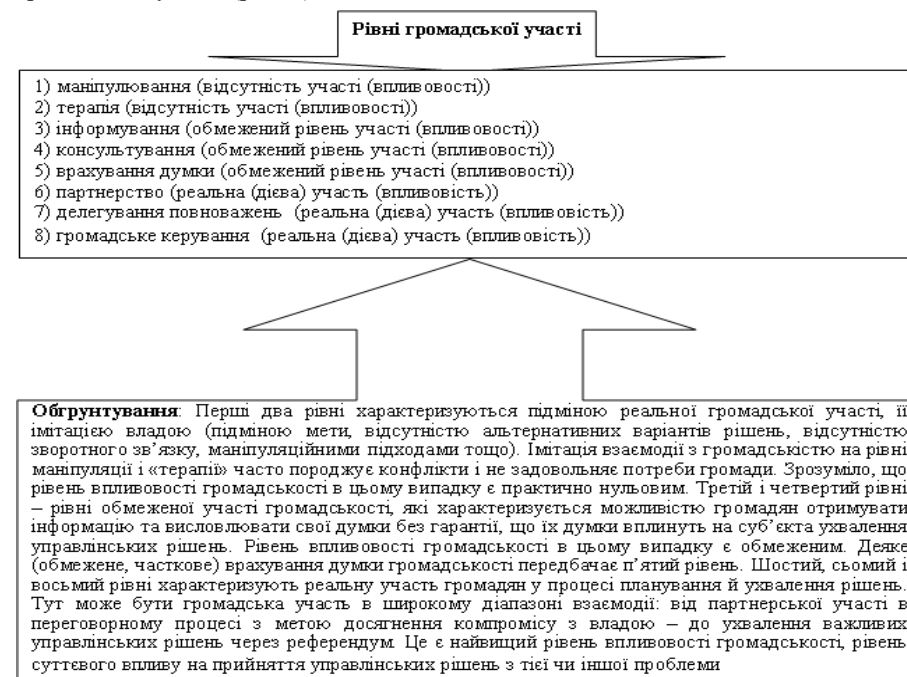 Рівні громадської участі
1) маніпулювання (відсутність участі (впливовості))
2) терапія (відсутність участі (впливовості))
3) інформування (обмежений рівень участі (впливовості)
4) консультування (обмежений рівень участі (впливовості)
5) врахування думки (обмежений рівень участі (впливовості)
6) партнерство (реальна (дієва) участь (впливовість))
7) делегування повноважень (реальна (дієва) участь (впливовість))
8) громадське керування (реальна (дієва) участь (впливовість))
Обгрунтування: Перші два рівні характеризуються підміною реальної громадської участі, її
імітацією владою (підміною мети, відсутністю альтернативних варіантів рішень, відсутністю
зворотного зв’язку, маніпуляційними підходами тощо). Імітація взаємодії з громадськістю на рівні
маніпуляції і «терапії» часто породжує конфлікти і не задовольняє потреби громади. Зрозуміло, що
рівень впливовості громадськості в цьому випадку є практично нульовим. Третій і четвертий рівні
– рівні обмеженої участі громадськості, які характеризується можливістю громадян отримувати
інформацію та висловлювати свої думки без гарантії, що їх думки вплинуть на суб’єкта ухвалення
управлінських рішень. Рівень впливовості громадськості в цьому випадку є обмеженим. Деяке
(обмежене, часткове) врахування думки громадськості передбачає п’ятий рівень. Шостий, сьомий і
восьмий рівні характеризують реальну участь громадян у процесі планування й ухвалення рішень.
Тут може бути громадська участь в широкому діапазоні взаємодії: від партнерської участі в
переговорному процесі з метою досягнення компромісу з владою – до ухвалення важливих
управлінських рішень через референдум. Це є найвищий рівень впливовості громадськості, рівень
суттєвого впливу на прийняття управлінських рішень з тієї чи іншої проблеми